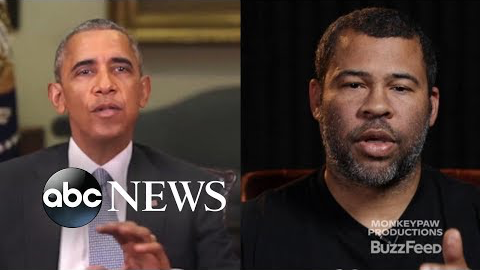 abc NEWS
MONKEYPAW
PRODUCTIONS
BuzzFeed